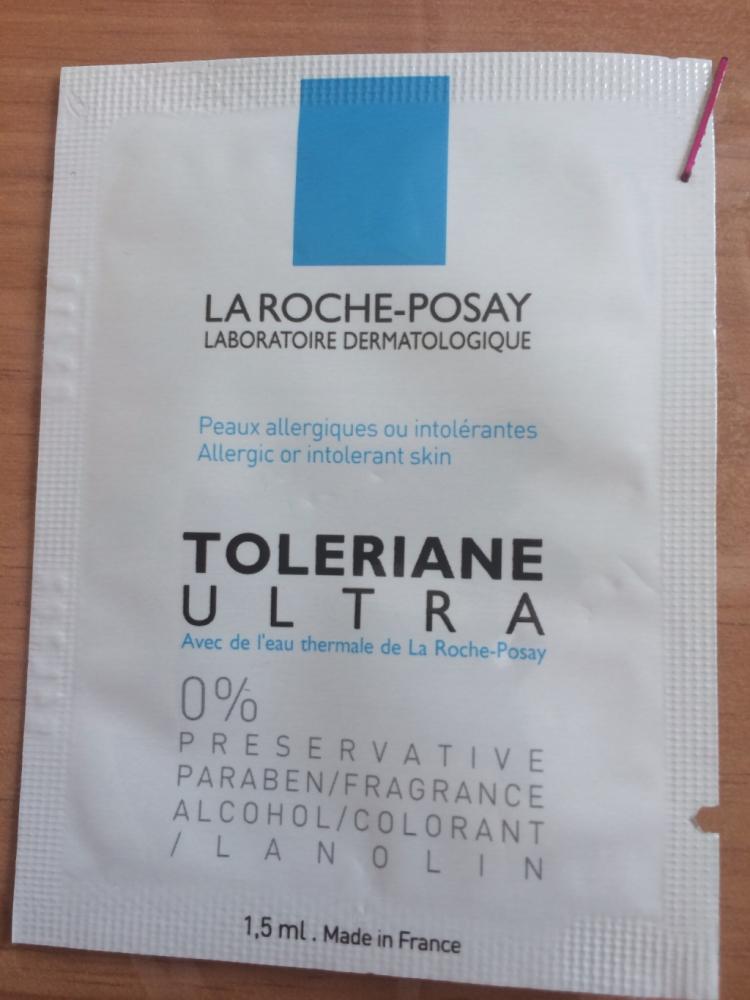 LA ROCHE-POSAY
LABORATOIRE DERMATOLOGIQUE
Peaux allergiques ou intolérantes
Allergic or intolerant skin
TOLERIANE
ULTRA
Avec de l'eau thermale de La Roche-Posay
0%
PRESERVATIVE
PARABEN/FRAGRANCE
ALCOHOL/COLORANT
/LANOLIN
1,5 ml . Made in France